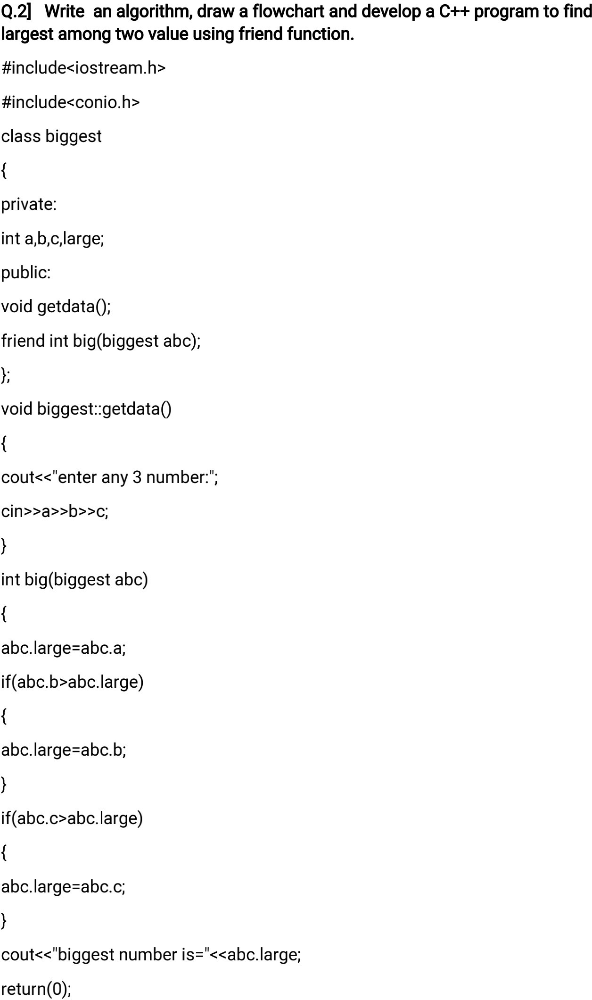 Q.2] Write an algorithm, draw a flowchart and develop a C++ program to find
largest among two value using friend function.
#include<iostream.h>
#include<conio.h>
class biggest
{
private:
int a,b,c,large;
public:
void getdata();
friend int big(biggest abc);
};
void biggest::getdata()
{
cout<<"enter any 3 number:";
cin>>a>>b>>c;
}
int big(biggest abc)
{
abc.large=abc.a;
if(abc.b>abc.large)
{
abc.large=abc.b;
}
if(abc.c>abc.large)
{
abc.large=abc.c;
}
cout<<"biggest number is="<<abc.large;
return(0);